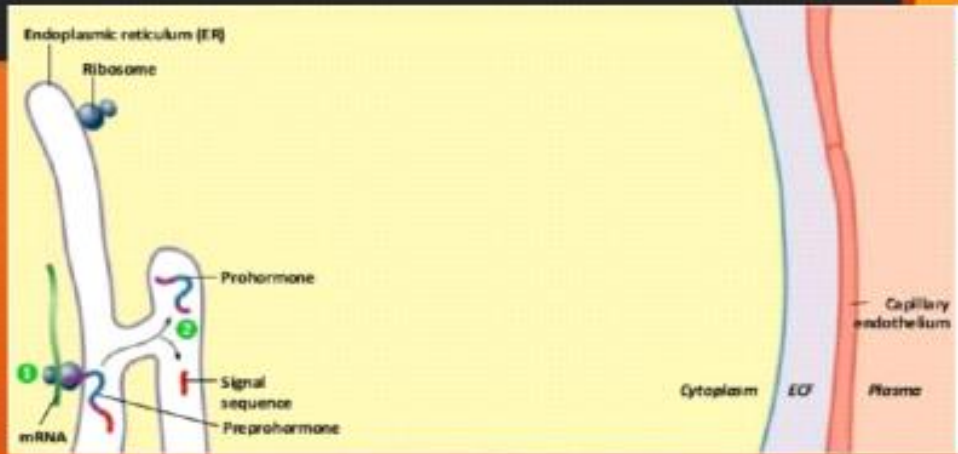 Endoplasmic reticulum (ER)
Ribosome
Prohormone
2
Capillary
endothelium
1
Signal
sequence
Cytoplasm
ECF
Plasma
Preprohormone
mRNA